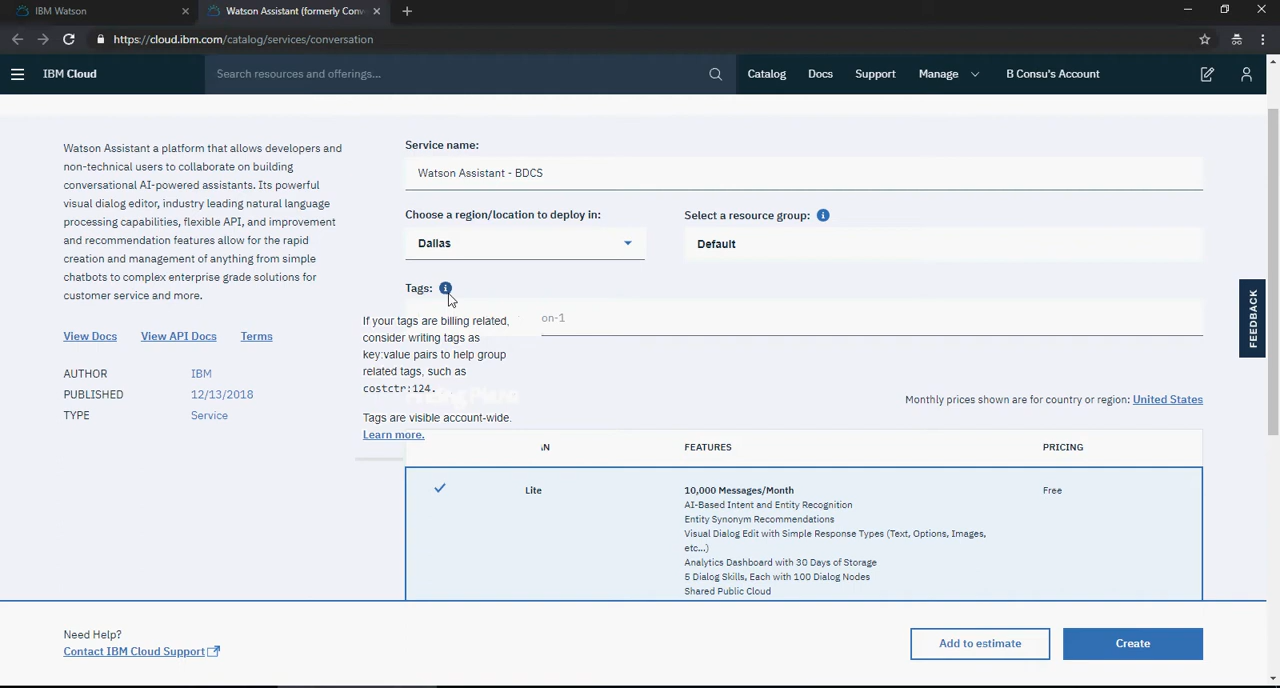 IBM Watson
Watson Assistant (formerly Conv
https://cloud.ibm.com/catalog/services/conversation
IBM Cloud
Search resources and offerings...
Catalog
Docs
Support
Manage
B Consu's Account
Watson Assistant a platform that allows developers and
non-technical users to collaborate on building
conversational AI-powered assistants. Its powerful
visual dialog editor, industry leading natural language
processing capabilities, flexible API, and improvement
and recommendation features allow for the rapid
creation and management of anything from simple
chatbots to complex enterprise grade solutions for
customer service and more.
View Docs View API Docs Terms
AUTHOR IBM
PUBLISHED 12/13/2018
TYPE Service
Service name:
Watson Assistant - BDCS
Choose a region/location to deploy in:
Dallas
Select a resource group:
Default
Tags:
on-1
If your tags are billing related,
consider writing tags as
key:value pairs to help group
related tags, such as
costctr:124.
Tags are visible account-wide.
Learn more.
Monthly prices shown are for country or region: United States
FEATURES PRICING
Lite
10,000 Messages/Month
Free
AI-Based Intent and Entity Recognition
Entity Synonym Recommendations
Visual Dialog Edit with Simple Response Types (Text, Options, Images,
etc...)
Analytics Dashboard with 30 Days of Storage
5 Dialog Skills, Each with 100 Dialog Nodes
Shared Public Cloud
FEEDBACK
Need Help?
Contact IBM Cloud Support
Add to estimate
Create